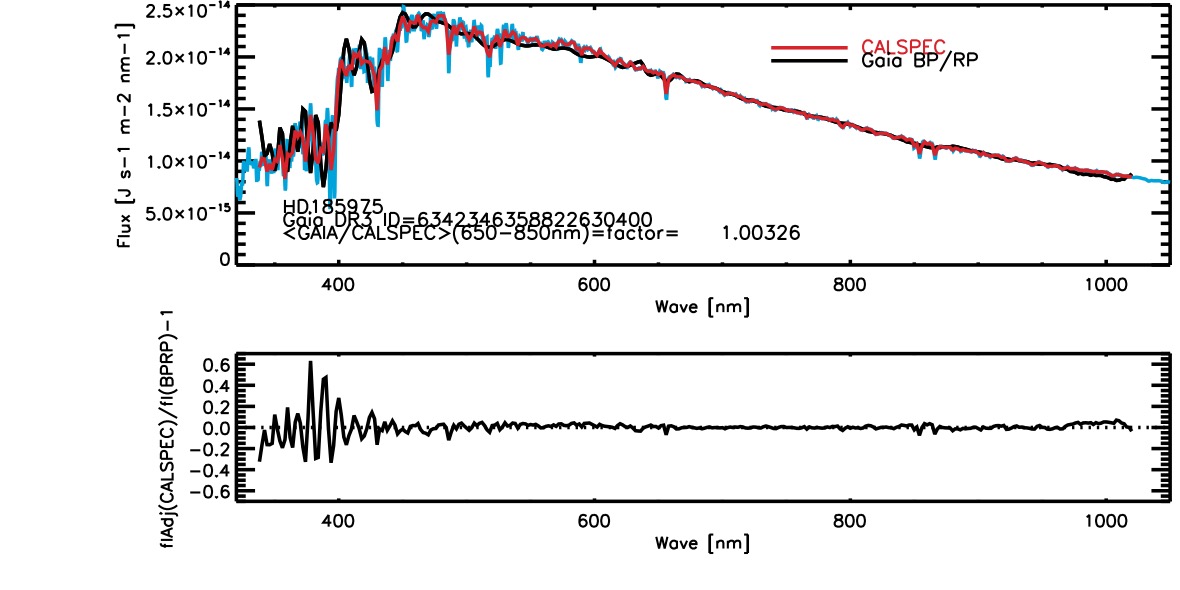 2.5×10−14
2.0×10−14
1.5×10−14
1.0×10−14
5.0×10−15
0
Flux [J s−1 m−2 nm−1]
CALSPEC
Gaia BP/RP
HD185975
Gaia DR3 ID=6342346358822630400
<GAIA/CALSPEC>(650−850nm)=factor= 1.00326
400 600 800 1000
Wave [nm]
0.6
0.4
0.2
0.0
−0.2
−0.4
−0.6
flAdj(CALSPEC)/fl(BPRP)−1
400 600 800 1000
Wave [nm]